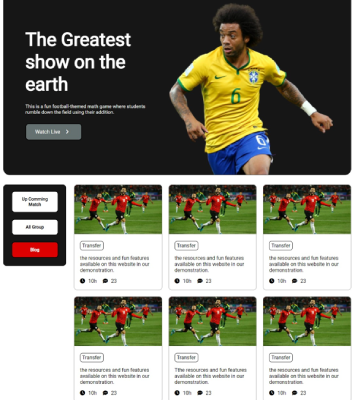 The Greatest
show on the
earth
This is a fun football-themed math game where students
rumble down the field using their addition.
Watch Live
6
Up Comming
Match
All Group
Blog
Transfer
the resources and fun features
available on this website in our
demonstration.
10h 23
Transfer
the resources and fun features
available on this website in our
demonstration.
10h 23
Transfer
the resources and fun features
available on this website in our
demonstration.
10h 23
Transfer
the resources and fun features
available on this website in our
demonstration.
10h 23
Transfer
the resources and fun features
available on this website in our
demonstration.
10h 23
Transfer
the resources and fun features
available on this website in our
demonstration.
10h 23